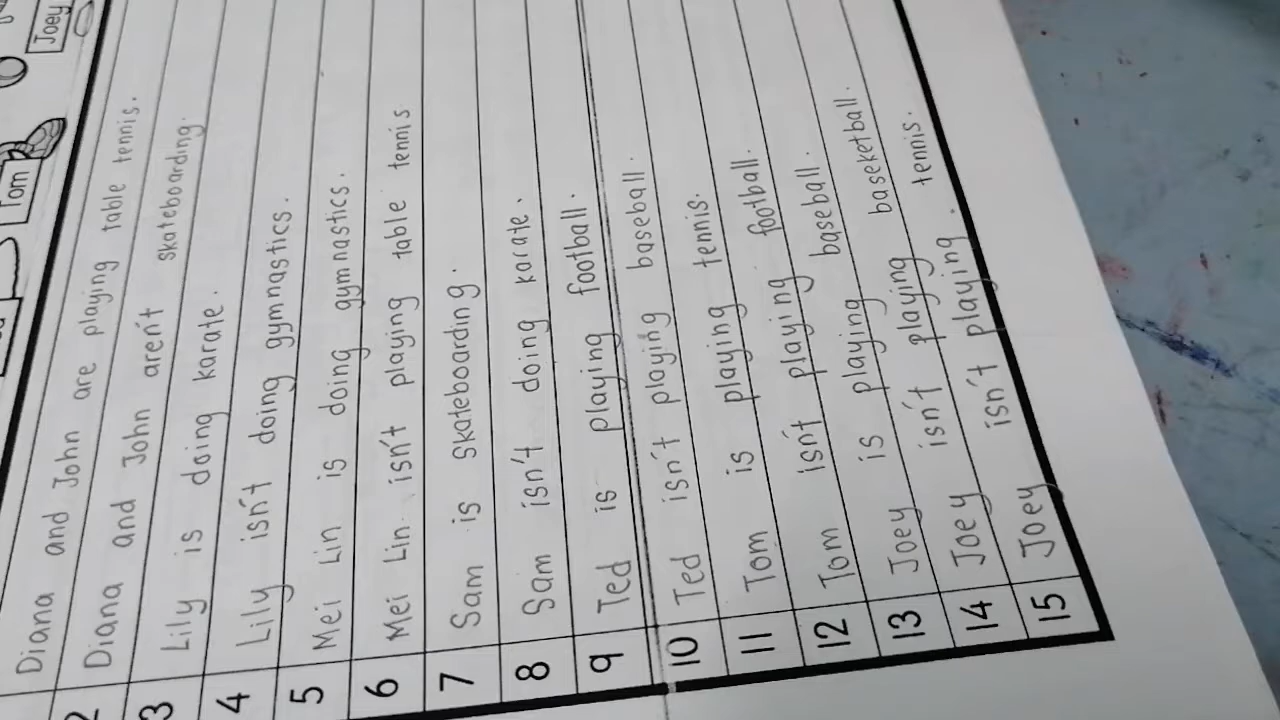 Joey
Tom
Diana and John are playing table tennis.
2 Diana and John aren't skateboarding.
3 Lily is doing karate.
4 Lily isn't doing gymnastics.
5 Mei Lin is doing gymnastics.
6 Mei Lin isn't playing table tennis
7 Sam is skateboarding.
8 Sam isn't doing karate.
9 Ted is playing football.
10 Ted isn't playing baseball.
11 Tom is playing tennis.
12 Tom isn't playing football.
13 Joey is playing baseball.
14 Joey isn't playing baseketball.
15 Joey isn't playing tennis.